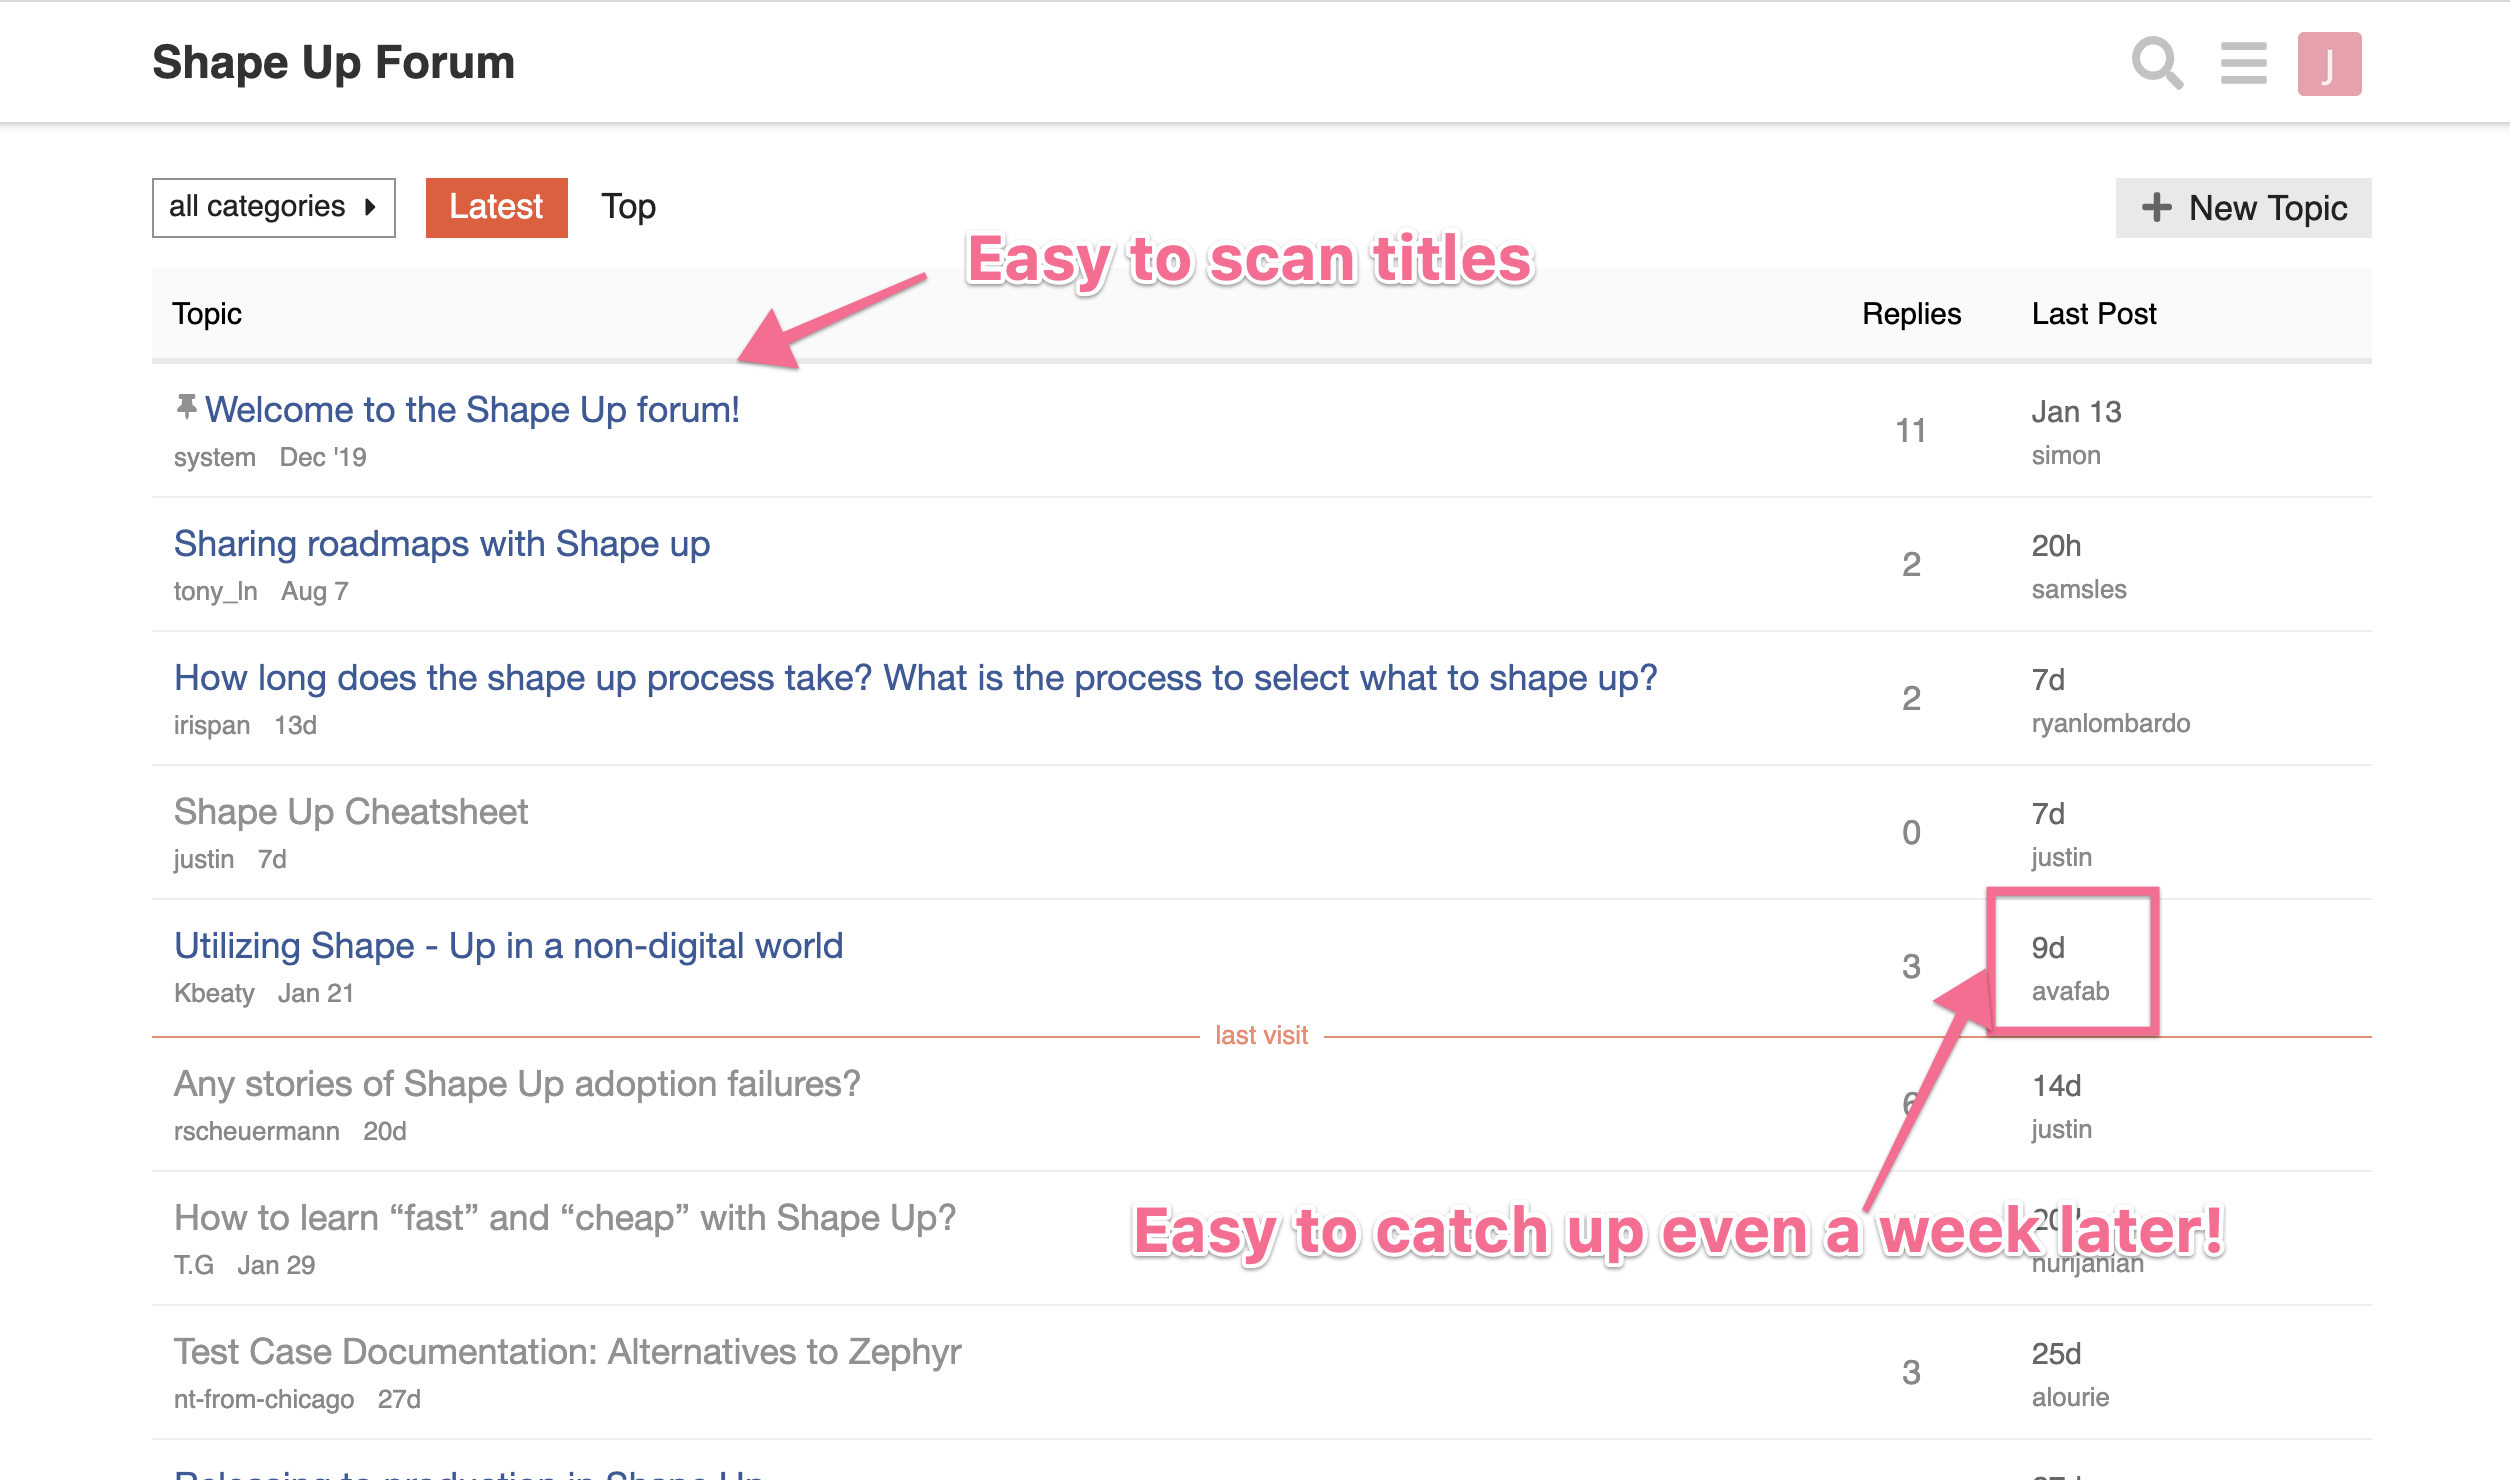 Shape Up Forum
J
all categories
Latest
Top
New Topic
Easy to scan titles
Topic
Replies
Last Post
Welcome to the Shape Up forum!
system Dec '19
11
Jan 13
simon
Sharing roadmaps with Shape up
tony_ln Aug 7
2
20h
samsles
How long does the shape up process take? What is the process to select what to shape up?
irispan 13d
2
7d
ryanlombardo
Shape Up Cheatsheet
justin 7d
0
7d
justin
Utilizing Shape - Up in a non-digital world
Kbeaty Jan 21
3
9d
avafab
last visit
Any stories of Shape Up adoption failures?
rscheuermann 20d
6
14d
justin
How to learn “fast” and “cheap” with Shape Up?
T.G Jan 29
Easy to catch up even a week later!
nurijanian
Test Case Documentation: Alternatives to Zephyr
nt-from-chicago 27d
3
25d
alourie
Releasing to production in Shape Up